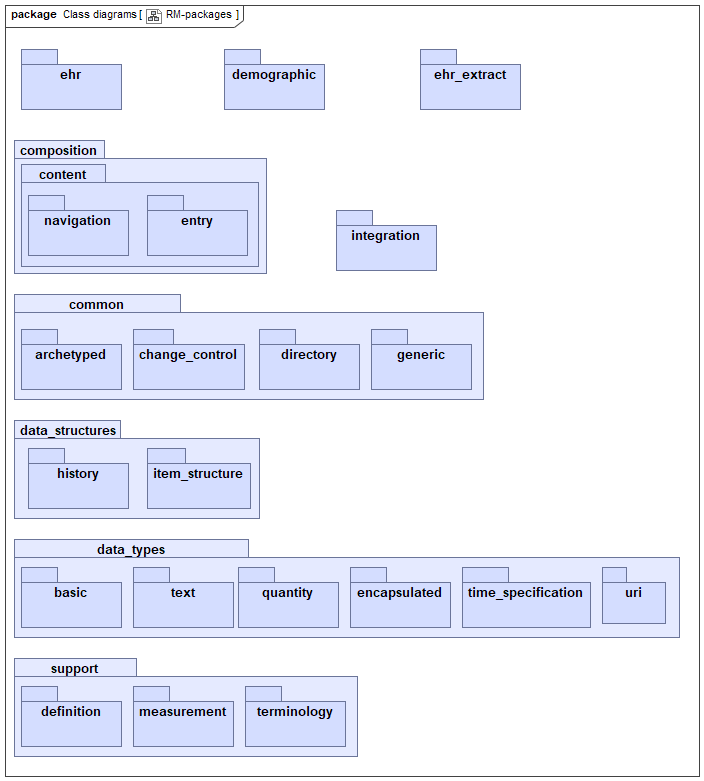 package Class diagrams [ RM-packages ]
ehr
demographic
ehr_extract
composition
content
navigation
entry
integration
common
archetyped
change_control
directory
generic
data_structures
history
item_structure
data_types
basic
text
quantity
encapsulated
time_specification
uri
support
definition
measurement
terminology